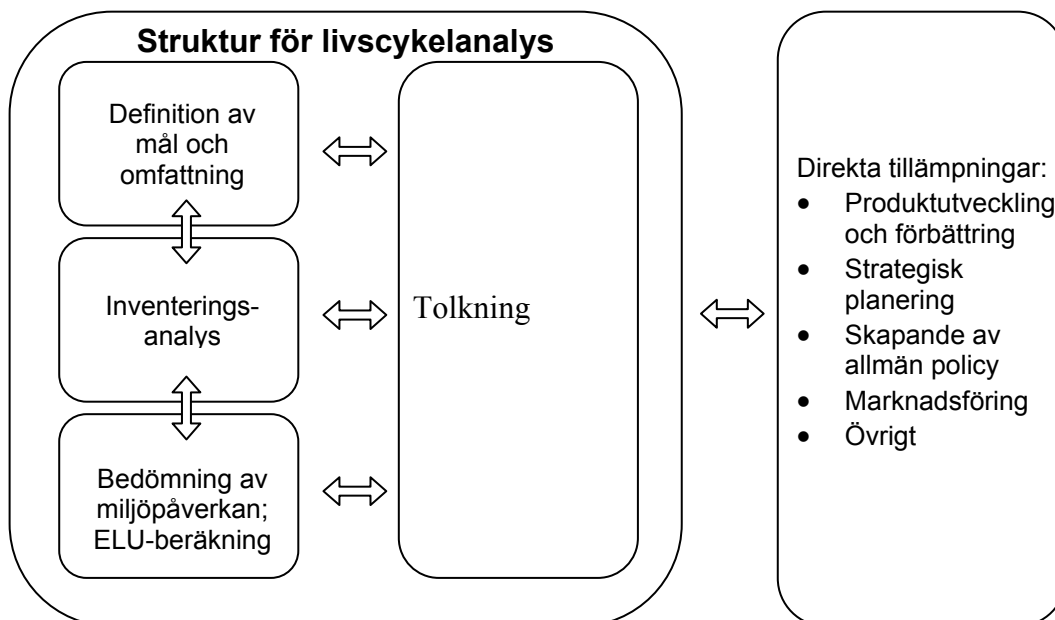 Struktur för livscykelanalys
Definition av
mål och
omfattning
Inventerings-
analys
Bedömning av
miljöpåverkan;
ELU-beräkning
Tolkning
Direkta tillämpningar:
• Produktutveckling
och förbättring
• Strategisk
planering
• Skapande av
allmän policy
• Marknadsföring
• Övrigt